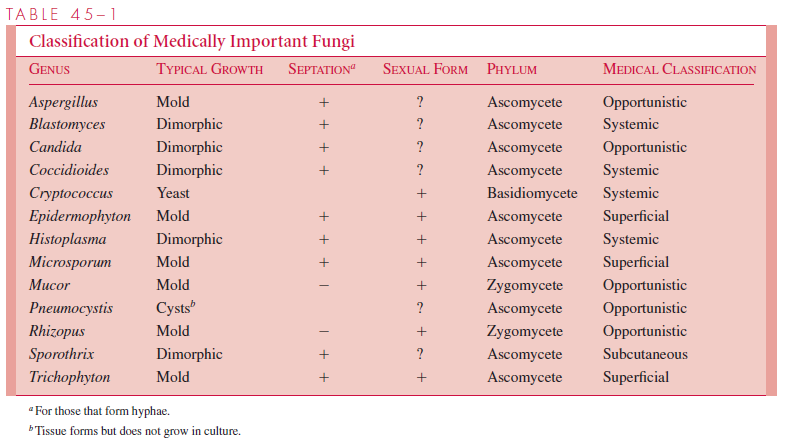 TABLE 45–1
Classification of Medically Important Fungi
GENUS TYPICAL GROWTH SEPTATIONᵃ SEXUAL FORM PHYLUM MEDICAL CLASSIFICATION
Aspergillus Mold + ? Ascomycete Opportunistic
Blastomyces Dimorphic + ? Ascomycete Systemic
Candida Dimorphic + ? Ascomycete Opportunistic
Coccidioides Dimorphic + ? Ascomycete Systemic
Cryptococcus Yeast + Basidiomycete Systemic
Epidermophyton Mold + + Ascomycete Superficial
Histoplasma Dimorphic + + Ascomycete Systemic
Microsporum Mold + + Ascomycete Superficial
Mucor Mold − + Zygomycete Opportunistic
Pneumocystis Cystsᵇ ? Ascomycete Opportunistic
Rhizopus Mold − + Zygomycete Opportunistic
Sporothrix Dimorphic + ? Ascomycete Subcutaneous
Trichophyton Mold + + Ascomycete Superficial
ᵃ For those that form hyphae.
ᵇ Tissue forms but does not grow in culture.